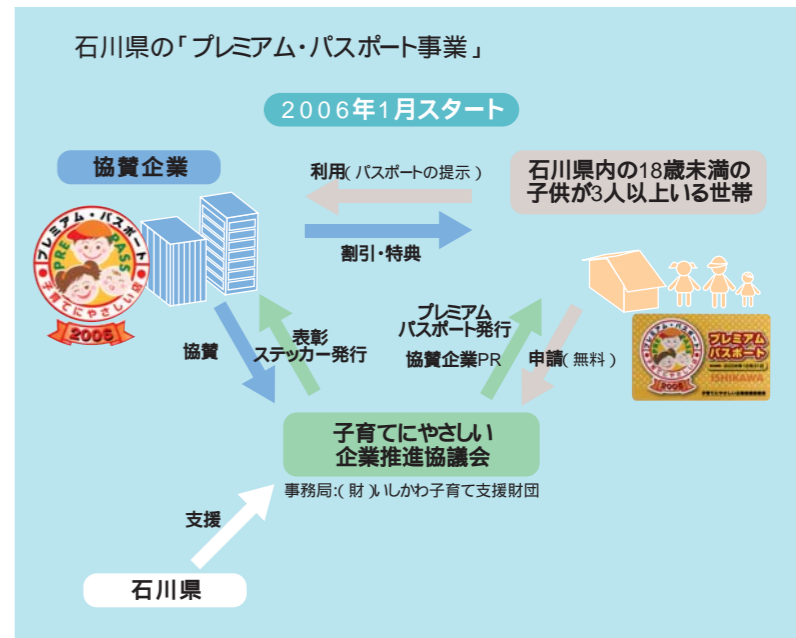 石川県の「プレミアム・パスポート事業」
2006年1月スタート
協賛企業
利用(パスポートの提示)
石川県内の18歳未満の
子供が3人以上いる世帯
割引・特典
プレミアム・パスポート
PRE PASS
子育てにやさしい店
2006
協賛
表彰
ステッカー発行
プレミアム
パスポート発行
協賛企業PR
申請(無料)
プレミアム
パスポート
ISHIKAWA
2006
子育てにやさしい
企業推進協議会
事務局:(財)いしかわ子育て支援財団
支援
石川県